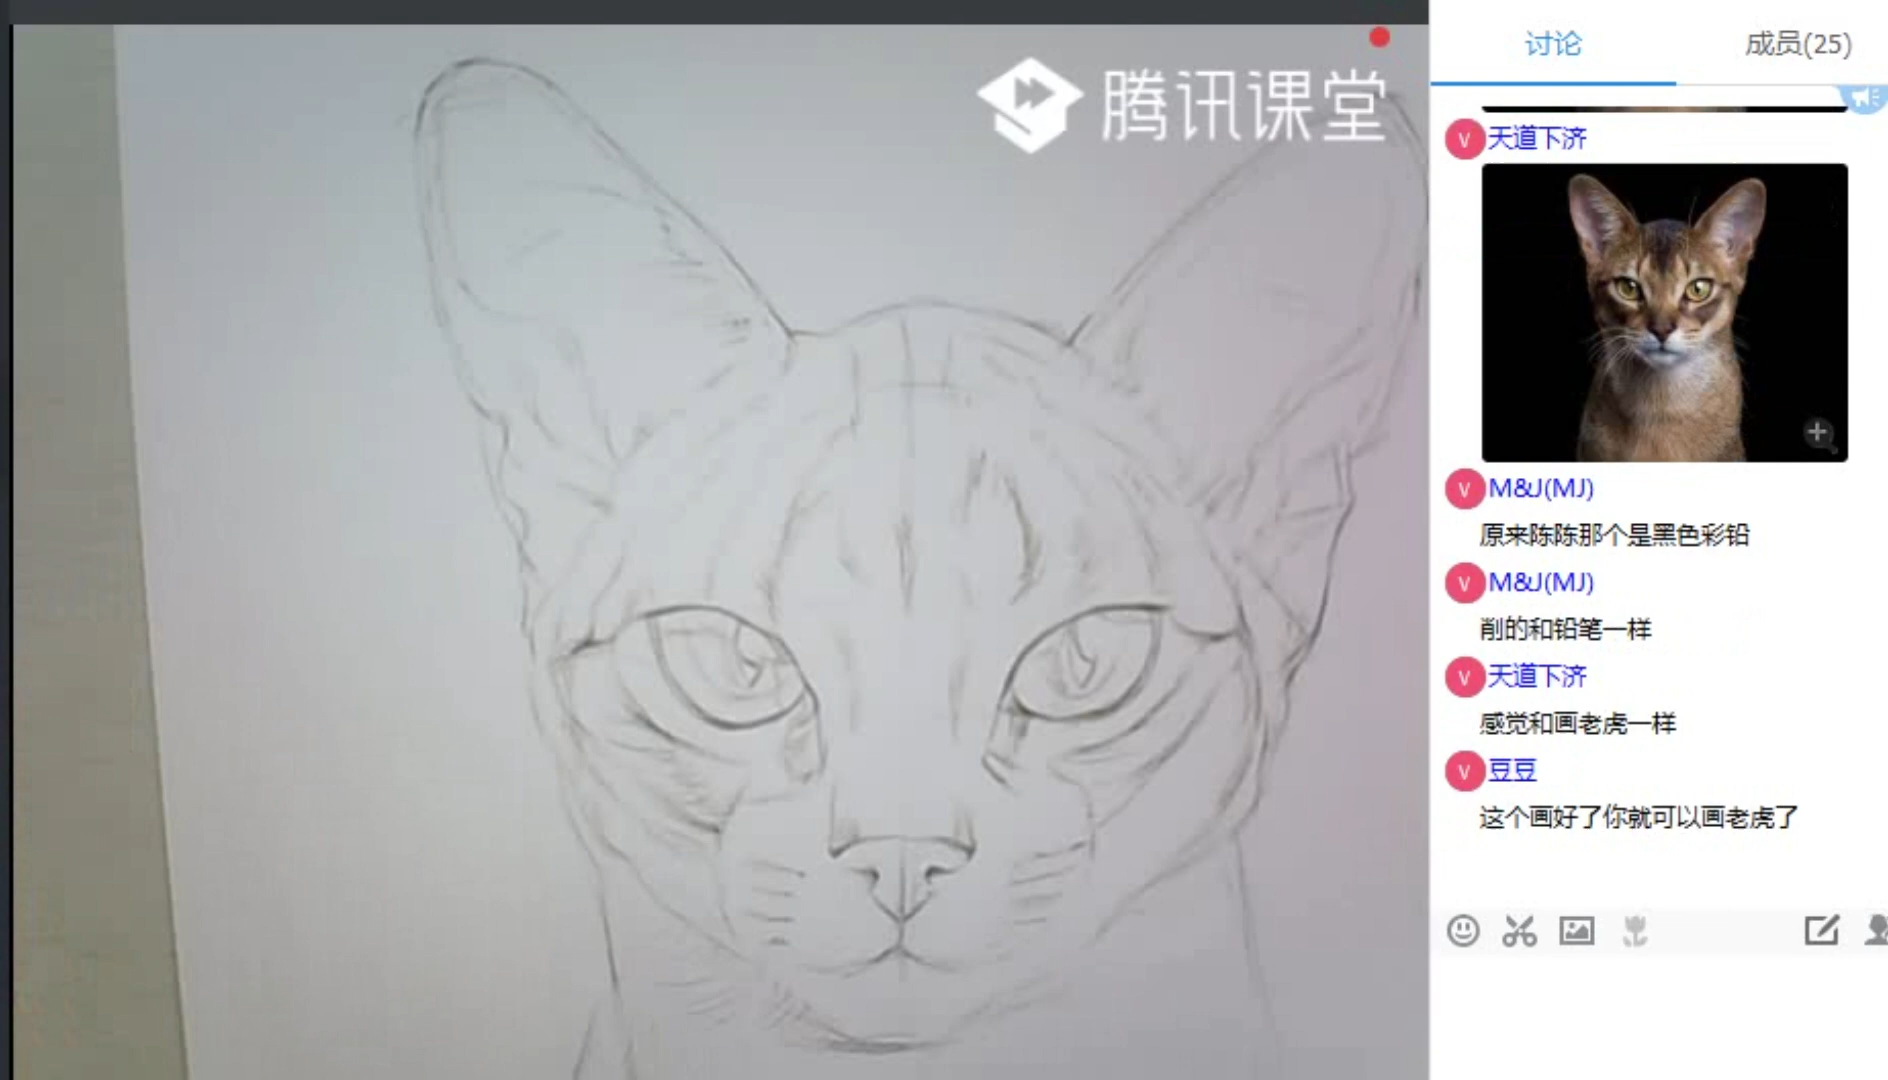 腾讯课堂
讨论
成员(25)
V 天道下济
V M&J(MJ)
原来陈陈那个是黑色彩铅
V M&J(MJ)
削的和铅笔一样
V 天道下济
感觉和画老虎一样
V 豆豆
这个画好了你就可以画老虎了